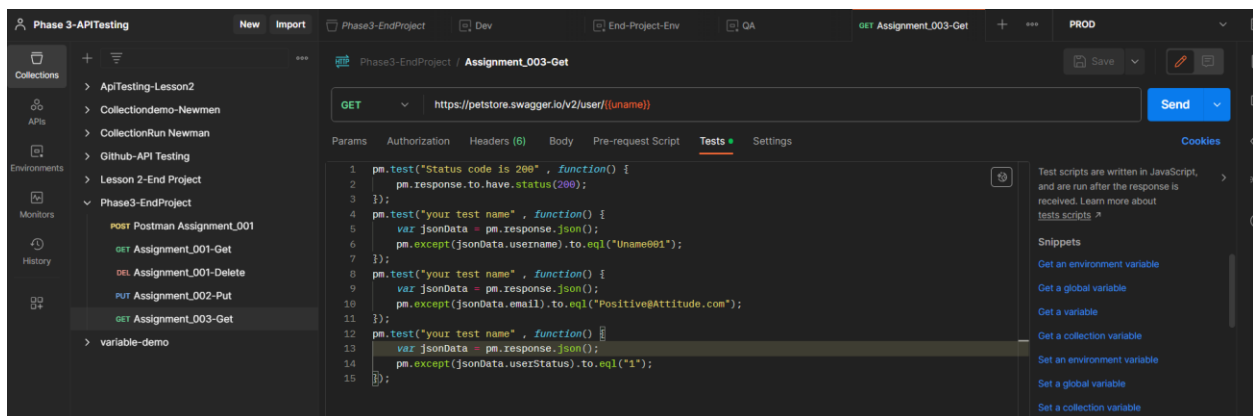 Phase 3-APITesting New Import Phase3-EndProject Dev End-Project-Env QA GET Assignment_003-Get PROD
Collections
APIs
Environments
Monitors
History
ApiTesting-Lesson2
Collectiondemo-Newmen
CollectionRun Newman
Github-API Testing
Lesson 2-End Project
Phase3-EndProject
POST Postman Assignment_001
GET Assignment_001-Get
DEL Assignment_001-Delete
PUT Assignment_002-Put
GET Assignment_003-Get
variable-demo
HTTP Phase3-EndProject / Assignment_003-Get Save
GET https://petstore.swagger.io/v2/user/{{uname}} Send
Params Authorization Headers (6) Body Pre-request Script Tests Settings Cookies
1 pm.test("Status code is 200" , function() {
2 pm.response.to.have.status(200);
3 });
4 pm.test("your test name" , function() {
5 var jsonData = pm.response.json();
6 pm.except(jsonData.username).to.eql("Uname001");
7 });
8 pm.test("your test name" , function() {
9 var jsonData = pm.response.json();
10 pm.except(jsonData.email).to.eql("Positive@Attitude.com");
11 });
12 pm.test("your test name" , function() {
13 var jsonData = pm.response.json();
14 pm.except(jsonData.userStatus).to.eql("1");
15 });
Test scripts are written in JavaScript,
and are run after the response is
received. Learn more about
tests scripts
Snippets
Get an environment variable
Get a global variable
Get a variable
Get a collection variable
Set an environment variable
Set a global variable
Set a collection variable